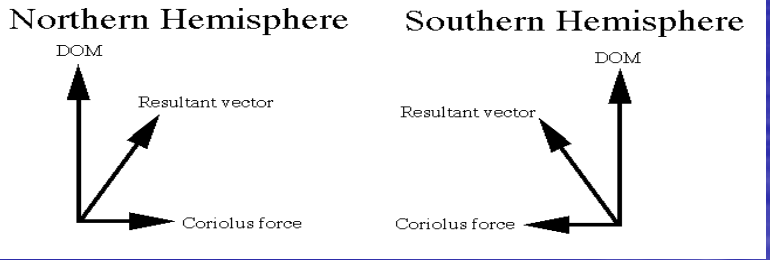 Northern Hemisphere
DOM
Resultant vector
Coriolus force
Southern Hemisphere
DOM
Resultant vector
Coriolus force